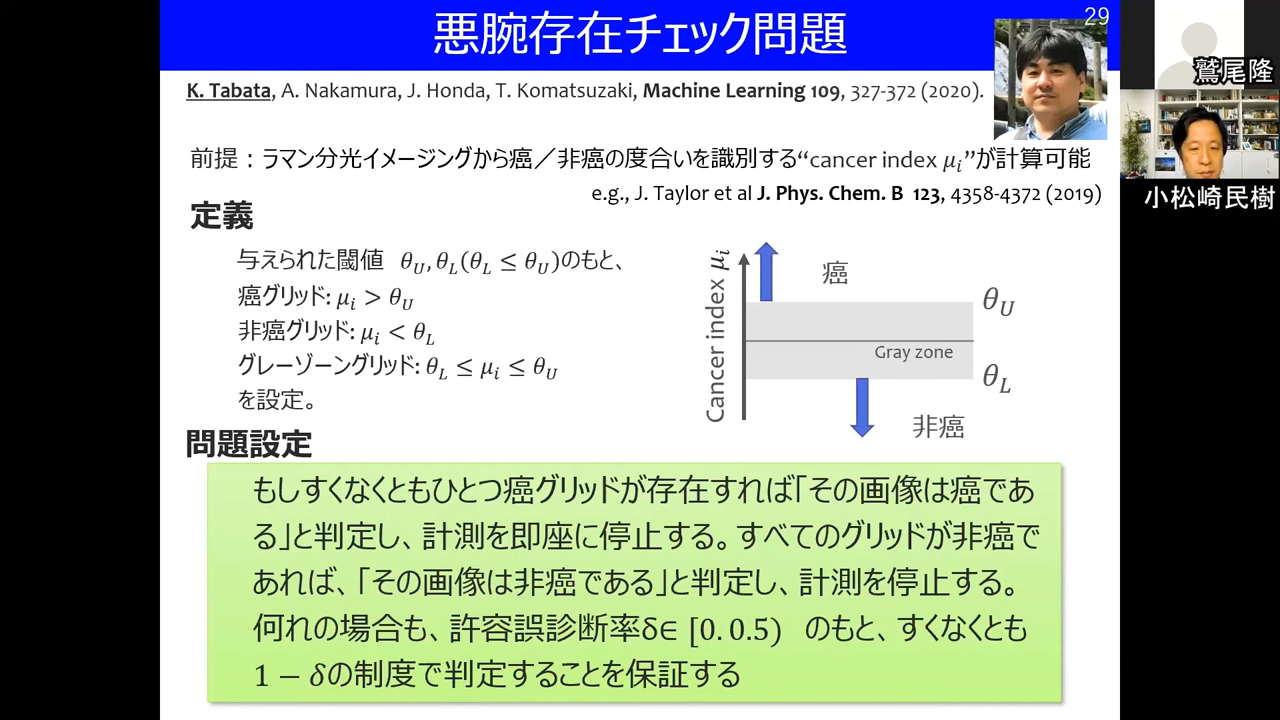 悪腕存在チェック問題
29
K. Tabata, A. Nakamura, J. Honda, T. Komatsuzaki, Machine Learning 109, 327-372 (2020).
前提：ラマン分光イメージングから癌／非癌の度合いを識別する“cancer index μi”が計算可能
e.g., J. Taylor et al J. Phys. Chem. B 123, 4358-4372 (2019)
定義
与えられた閾値 θU, θL(θL ≤ θU)のもと、
癌グリッド: μi > θU
非癌グリッド: μi < θL
グレーゾーングリッド: θL ≤ μi ≤ θU
を設定。
Cancer index μi
癌
θU
Gray zone
θL
非癌
問題設定
もしすくなくともひとつ癌グリッドが存在すれば「その画像は癌であ
る」と判定し、計測を即座に停止する。すべてのグリッドが非癌で
あれば、「その画像は非癌である」と判定し、計測を停止する。
何れの場合も、許容誤診断率δ∈ [0. 0.5) のもと、すくなくとも
1 − δの制度で判定することを保証する
鷲尾隆
小松崎民樹